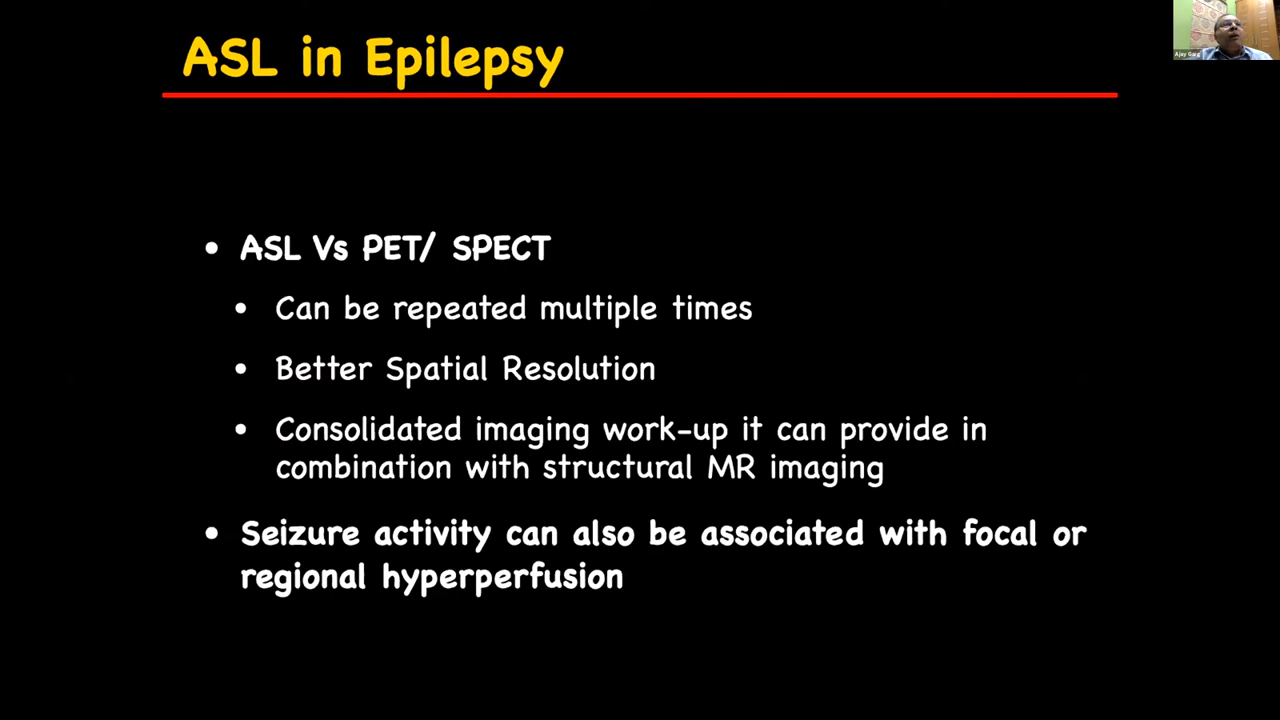 ASL in Epilepsy
Ajay Garg
• ASL Vs PET/ SPECT
• Can be repeated multiple times
• Better Spatial Resolution
• Consolidated imaging work-up it can provide in
combination with structural MR imaging
• Seizure activity can also be associated with focal or
regional hyperperfusion